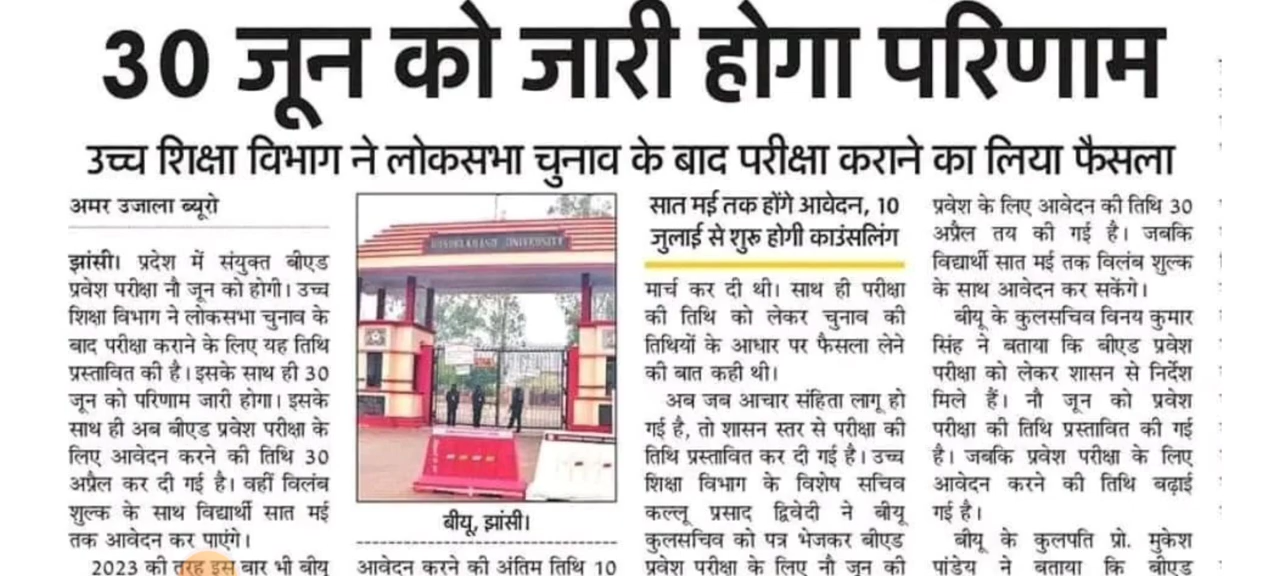 30 जून को जारी होगा परिणाम
उच्च शिक्षा विभाग ने लोकसभा चुनाव के बाद परीक्षा कराने का लिया फैसला
अमर उजाला ब्यूरो
झांसी। प्रदेश में संयुक्त बीएड
प्रवेश परीक्षा नौ जून को होगी। उच्च
शिक्षा विभाग ने लोकसभा चुनाव के
बाद परीक्षा कराने के लिए यह तिथि
प्रस्तावित की है। इसके साथ ही 30
जून को परिणाम जारी होगा। इसके
साथ ही अब बीएड प्रवेश परीक्षा के
लिए आवेदन करने की तिथि 30
अप्रैल कर दी गई है। वहीं विलंब
शुल्क के साथ विद्यार्थी सात मई
तक आवेदन कर पाएंगे।
2023 की तरह इस बार भी बीयू
BUNDELKHAND UNIVERSITY
बीयू, झांसी।
आवेदन करने की अंतिम तिथि 10
सात मई तक होंगे आवेदन, 10
जुलाई से शुरू होगी काउंसलिंग
मार्च कर दी थी। साथ ही परीक्षा
की तिथि को लेकर चुनाव की
तिथियों के आधार पर फैसला लेने
की बात कही थी।
अब जब आचार संहिता लागू हो
गई है, तो शासन स्तर से परीक्षा की
तिथि प्रस्तावित कर दी गई है। उच्च
शिक्षा विभाग के विशेष सचिव
कल्लू प्रसाद द्विवेदी ने बीयू
कुलसचिव को पत्र भेजकर बीएड
प्रवेश परीक्षा के लिए नौ जून की
प्रवेश के लिए आवेदन की तिथि 30
अप्रैल तय की गई है। जबकि
विद्यार्थी सात मई तक विलंब शुल्क
के साथ आवेदन कर सकेंगे।
बीयू के कुलसचिव विनय कुमार
सिंह ने बताया कि बीएड प्रवेश
परीक्षा को लेकर शासन से निर्देश
मिले हैं। नौ जून को प्रवेश
परीक्षा की तिथि प्रस्तावित की गई
है। जबकि प्रवेश परीक्षा के लिए
आवेदन करने की तिथि बढ़ाई
गई है।
बीयू के कुलपति प्रो. मुकेश
पांडेय ने बताया कि बीएड